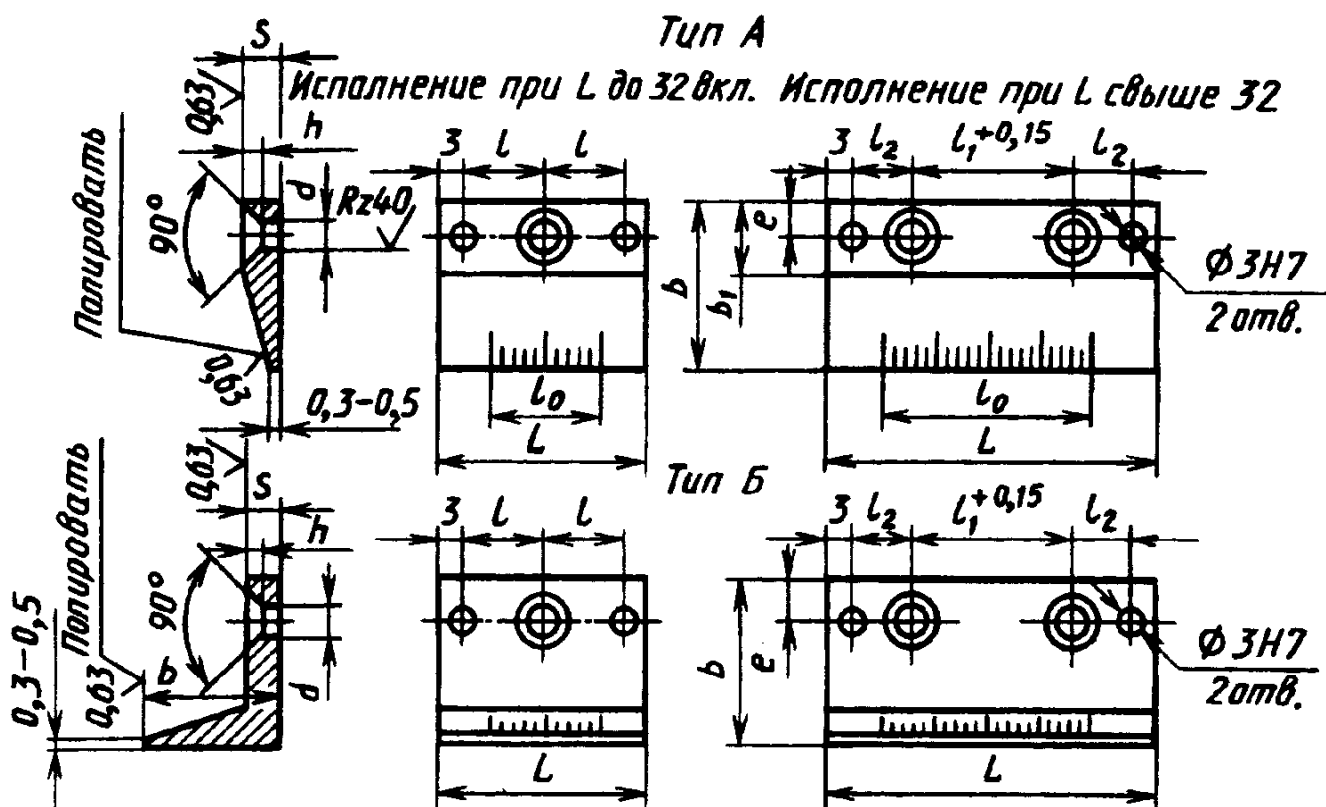 Тип А
Исполнение при L до 32 вкл. Исполнение при L свыше 32
S
0,63
h
d
Полировать
90°
Rz40
0,63
0,3-0,5
3 l l
l₀
L
3 l₂ l₁+0,15 l₂
e
b
b₁
l₀
L
Ф 3H7
2 отв.
Тип Б
Полировать
0,63
S
h
90°
0,3-0,5
0,63
b
d
3 l l
L
3 l₂ l₁+0,15 l₂
b
e
L
Ф 3H7
2 отв.